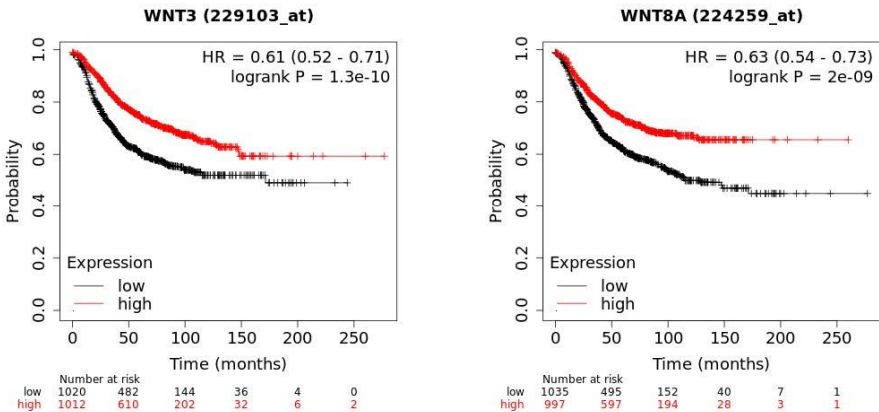 WNT3 (229103_at)
HR = 0.61 (0.52 - 0.71)
logrank P = 1.3e-10
Probability
1.0
0.8
0.6
0.4
0.2
0.0
Expression
low
high
0 50 100 150 200 250
Time (months)
Number at risk
low 1020 482 144 36 4 0
high 1012 610 202 32 6 2
WNT8A (224259_at)
HR = 0.63 (0.54 - 0.73)
logrank P = 2e-09
Probability
1.0
0.8
0.6
0.4
0.2
0.0
Expression
low
high
0 50 100 150 200 250
Time (months)
Number at risk
low 1035 495 152 40 7 1
high 997 597 194 28 3 1